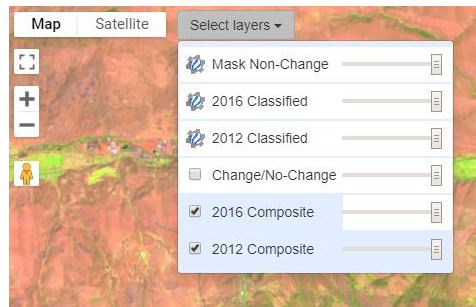 Map Satellite Select layers
Mask Non-Change
2016 Classified
2012 Classified
Change/No-Change
2016 Composite
2012 Composite